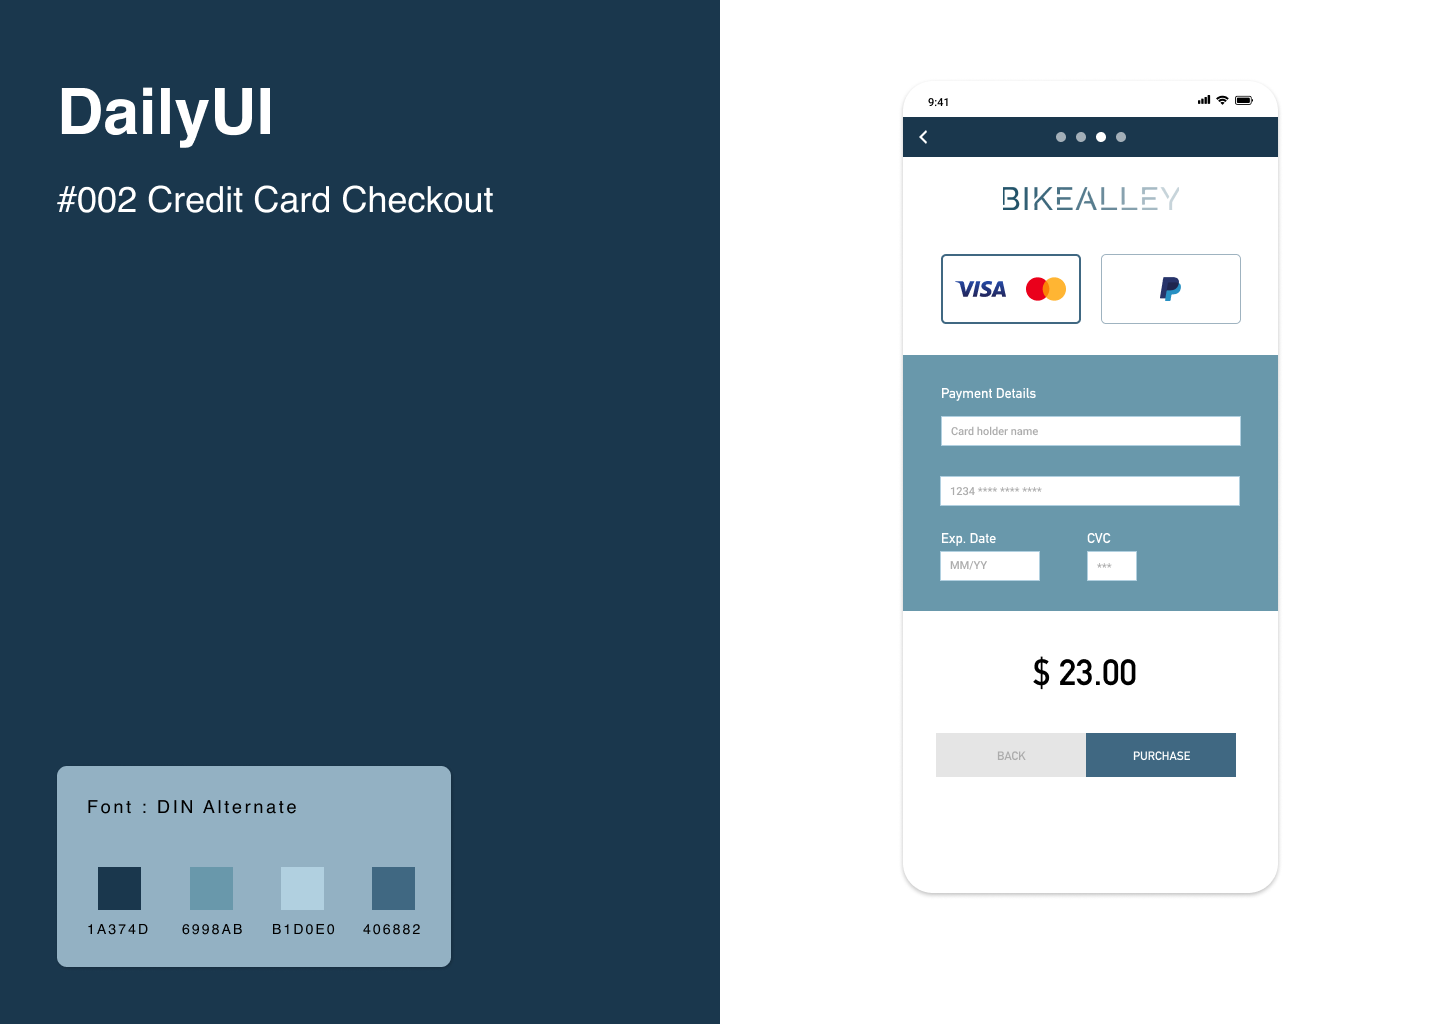 DailyUI
#002 Credit Card Checkout
Font : DIN Alternate
1A374D 6998AB B1D0E0 406882
9:41
BIKEALLEY
VISA
Payment Details
Card holder name
1234 **** **** ****
Exp. Date CVC
MM/YY ***
$ 23.00
BACK PURCHASE